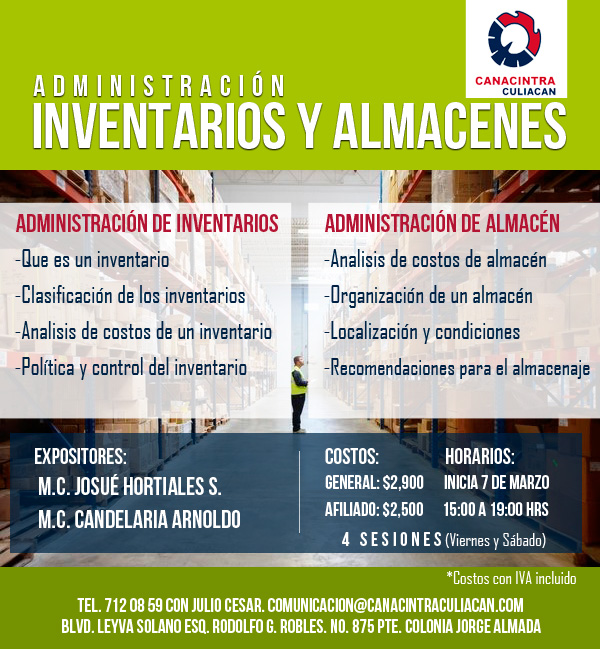 CANACINTRA
CULIACAN
ADMINISTRACIÓN
INVENTARIOS Y ALMACENES
ADMINISTRACIÓN DE INVENTARIOS
-Que es un inventario
-Clasificación de los inventarios
-Analisis de costos de un inventario
-Política y control del inventario
ADMINISTRACIÓN DE ALMACÉN
-Analisis de costos de almacén
-Organización de un almacén
-Localización y condiciones
-Recomendaciones para el almacenaje
EXPOSITORES:
M.C. JOSUÉ HORTIALES S.
M.C. CANDELARIA ARNOLDO
COSTOS:
GENERAL: $2,900
AFILIADO: $2,500
HORARIOS:
INICIA 7 DE MARZO
15:00 A 19:00 HRS
4 SESIONES (Viernes y Sábado)
*Costos con IVA incluido
TEL. 712 08 59 CON JULIO CESAR. COMUNICACION@CANACINTRACULIACAN.COM
BLVD. LEYVA SOLANO ESQ. RODOLFO G. ROBLES. NO. 875 PTE. COLONIA JORGE ALMADA